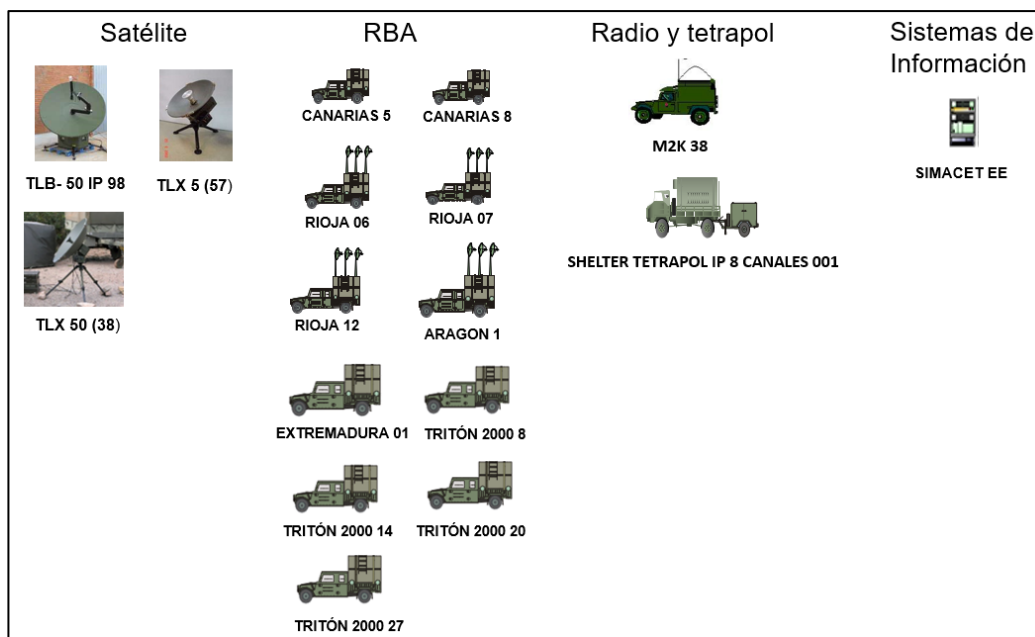 Satélite
RBA
Radio y tetrapol
Sistemas de
Información
TLB- 50 IP 98
TLX 5 (57)
TLX 50 (38)
CANARIAS 5
CANARIAS 8
RIOJA 06
RIOJA 07
RIOJA 12
ARAGON 1
EXTREMADURA 01
TRITÓN 2000 8
TRITÓN 2000 14
TRITÓN 2000 20
TRITÓN 2000 27
M2K 38
SHELTER TETRAPOL IP 8 CANALES 001
SIMACET EE